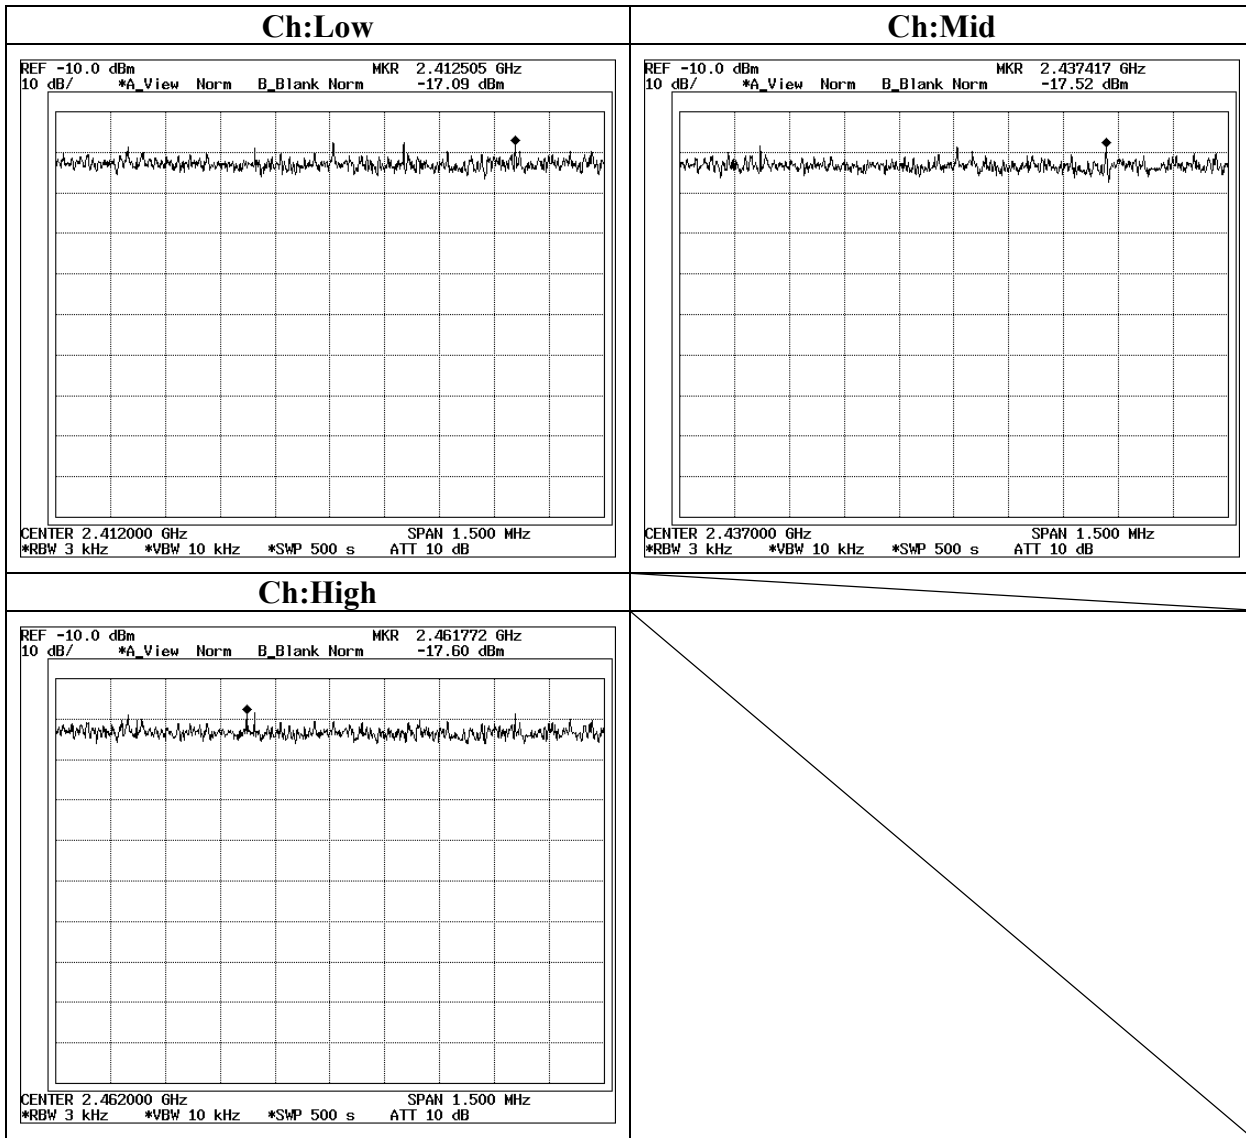 Ch:Low
REF -10.0 dBm MKR 2.412505 GHz
10 dB/ *A_View Norm B_Blank Norm -17.09 dBm
CENTER 2.412000 GHz SPAN 1.500 MHz
*RBW 3 kHz *VBW 10 kHz *SWP 500 s ATT 10 dB
Ch:Mid
REF -10.0 dBm MKR 2.437417 GHz
10 dB/ *A_View Norm B_Blank Norm -17.52 dBm
CENTER 2.437000 GHz SPAN 1.500 MHz
*RBW 3 kHz *VBW 10 kHz *SWP 500 s ATT 10 dB
Ch:High
REF -10.0 dBm MKR 2.461772 GHz
10 dB/ *A_View Norm B_Blank Norm -17.60 dBm
CENTER 2.462000 GHz SPAN 1.500 MHz
*RBW 3 kHz *VBW 10 kHz *SWP 500 s ATT 10 dB